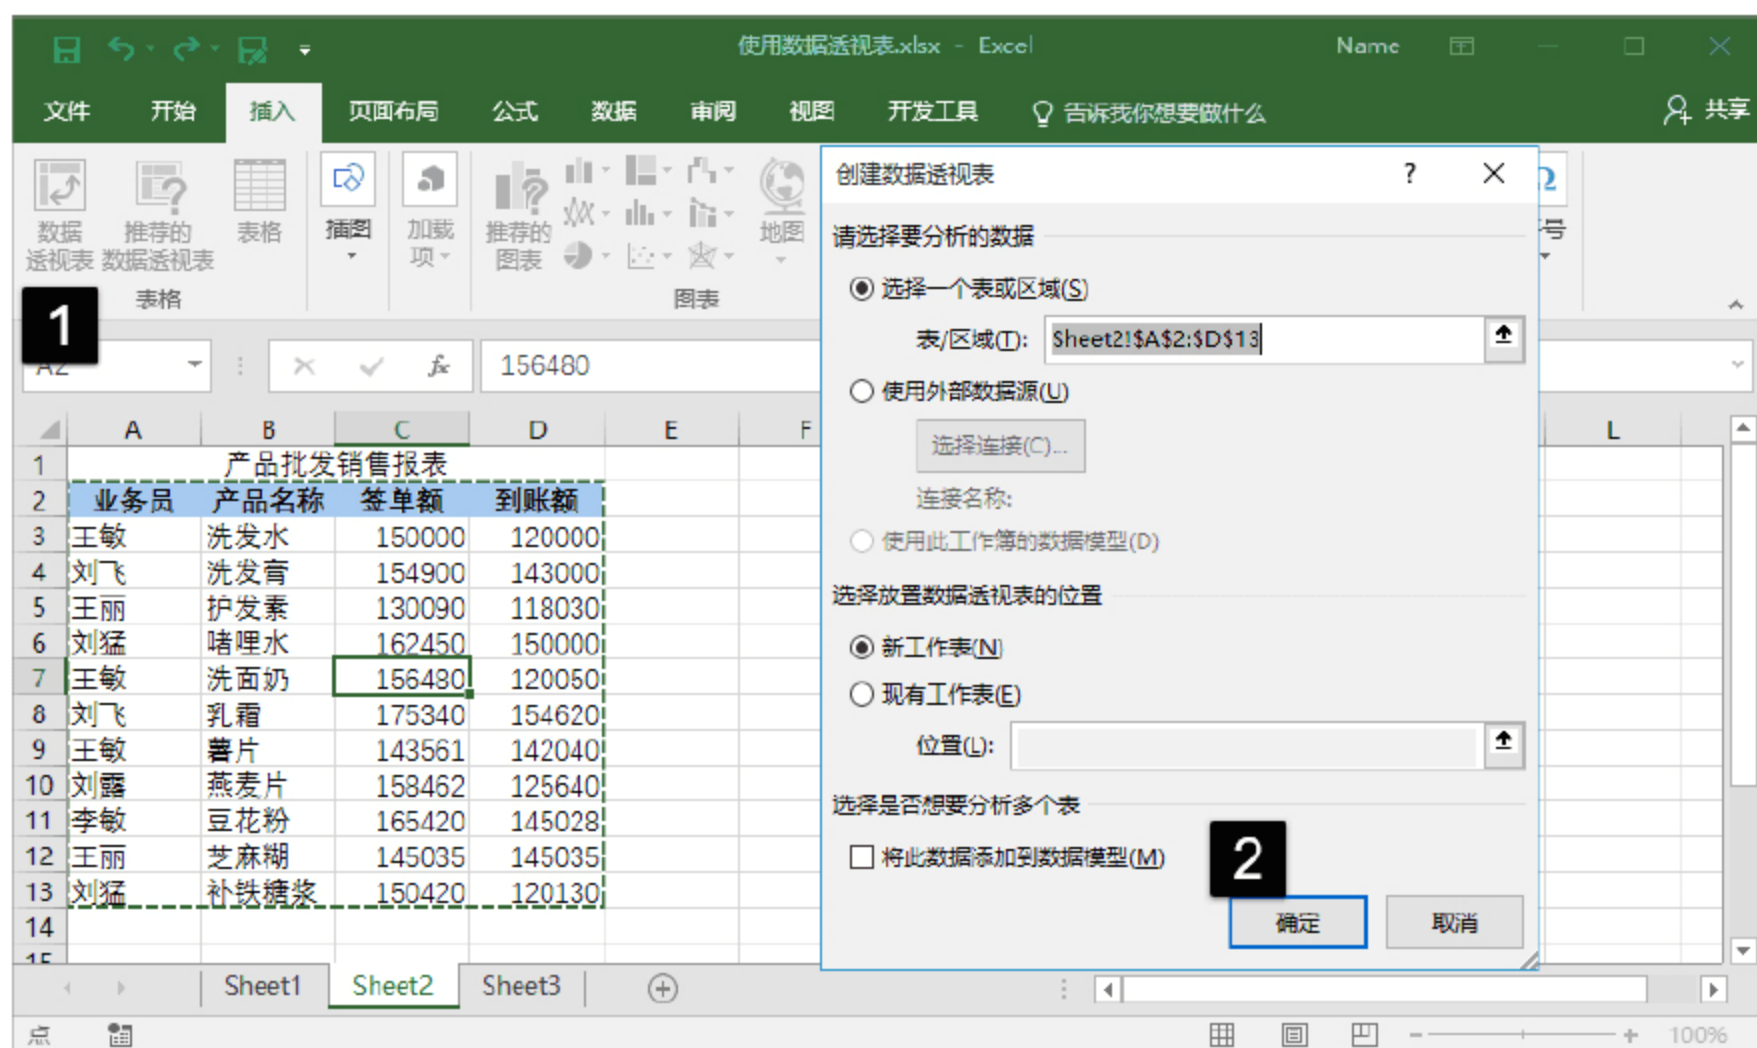 使用数据透视表.xlsx - Excel
Name
文件 开始 插入 页面布局 公式 数据 审阅 视图 开发工具 告诉我你想要做什么 共享
数据
透视表
推荐的
数据透视表
表格
插图
加载
项
推荐的
图表
地图
Ω
号
表格
图表
1
A2
fx
156480
A B C D E F L
1 产品批发销售报表
2 业务员 产品名称 签单额 到账额
3 王敏 洗发水 150000 120000
4 刘飞 洗发膏 154900 143000
5 王丽 护发素 130090 118030
6 刘猛 啫哩水 162450 150000
7 王敏 洗面奶 156480 120050
8 刘飞 乳霜 175340 154620
9 王敏 薯片 143561 142040
10 刘露 燕麦片 158462 125640
11 李敏 豆花粉 165420 145028
12 王丽 芝麻糊 145035 145035
13 刘猛 补铁糖浆 150420 120130
14
15
创建数据透视表 ?
请选择要分析的数据
选择一个表或区域(S)
表/区域(T): Sheet2!$A$2:$D$13
使用外部数据源(U)
选择连接(C)...
连接名称:
使用此工作簿的数据模型(D)
选择放置数据透视表的位置
新工作表(N)
现有工作表(E)
位置(L):
选择是否想要分析多个表
将此数据添加到数据模型(M)
2
确定 取消
Sheet1 Sheet2 Sheet3
点
100%